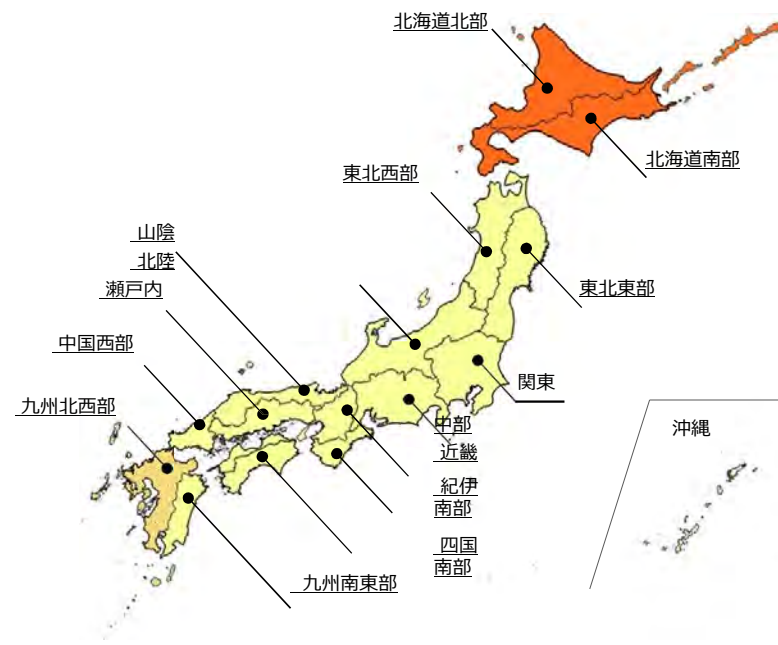 北海道北部
北海道南部
東北西部
山陰
北陸
瀬戸内
東北東部
中国西部
関東
九州北西部
中部
近畿
沖縄
紀伊
南部
四国
南部
九州南東部